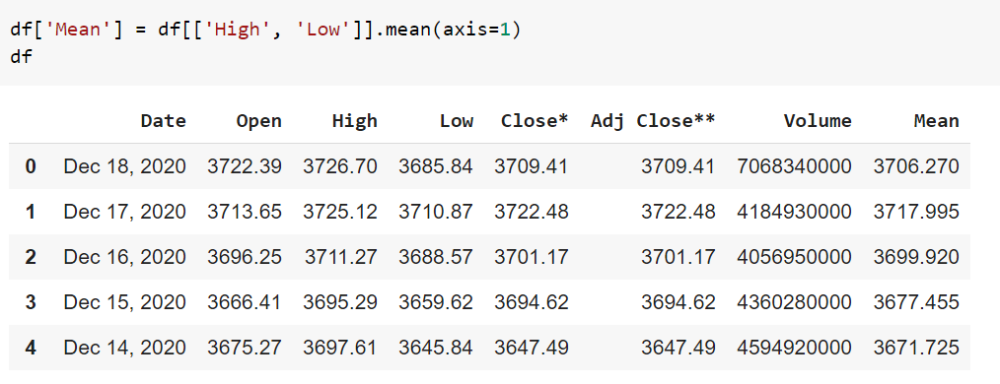 df['Mean'] = df[['High', 'Low']].mean(axis=1)
df
Date Open High Low Close* Adj Close** Volume Mean
0 Dec 18, 2020 3722.39 3726.70 3685.84 3709.41 3709.41 7068340000 3706.270
1 Dec 17, 2020 3713.65 3725.12 3710.87 3722.48 3722.48 4184930000 3717.995
2 Dec 16, 2020 3696.25 3711.27 3688.57 3701.17 3701.17 4056950000 3699.920
3 Dec 15, 2020 3666.41 3695.29 3659.62 3694.62 3694.62 4360280000 3677.455
4 Dec 14, 2020 3675.27 3697.61 3645.84 3647.49 3647.49 4594920000 3671.725